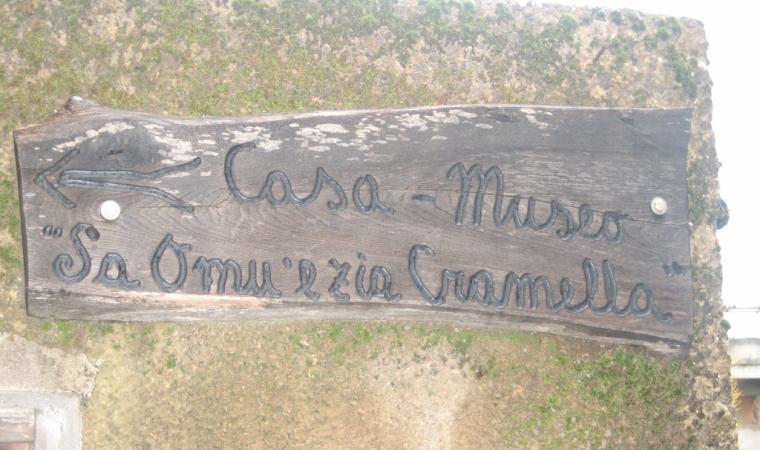 Casa - Museo
"Sa Omu 'e zia Cramella"